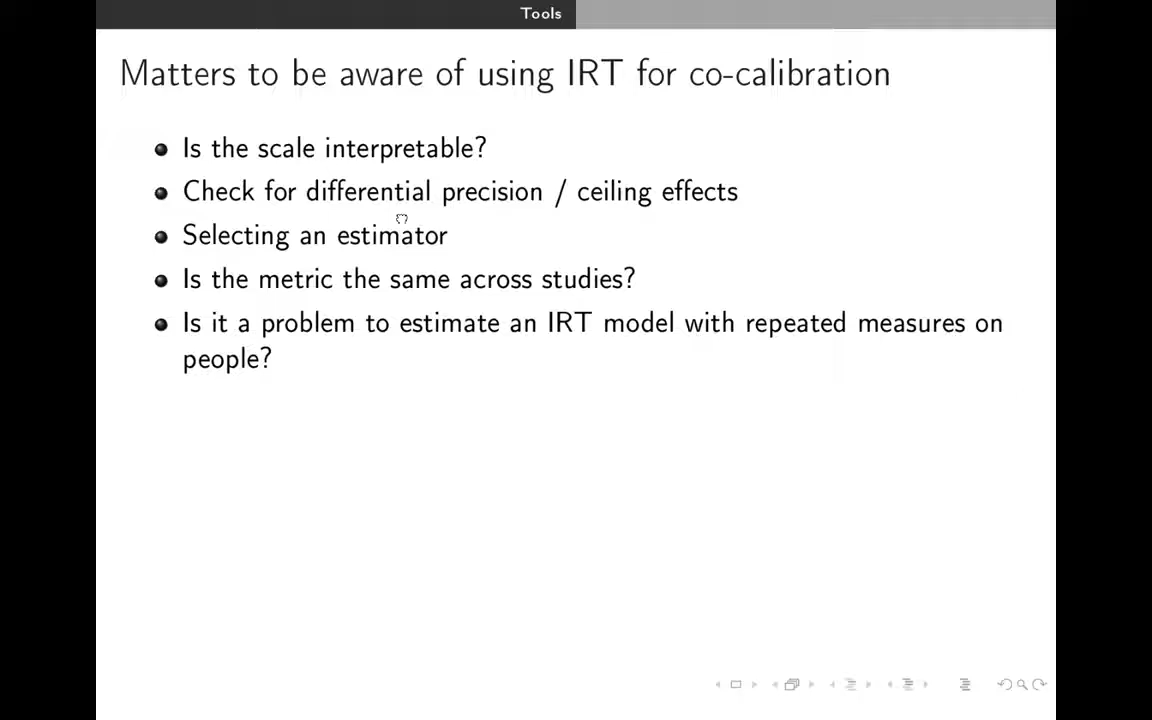 Tools
Matters to be aware of using IRT for co-calibration
Is the scale interpretable?
Check for differential precision / ceiling effects
Selecting an estimator
Is the metric the same across studies?
Is it a problem to estimate an IRT model with repeated measures on
people?